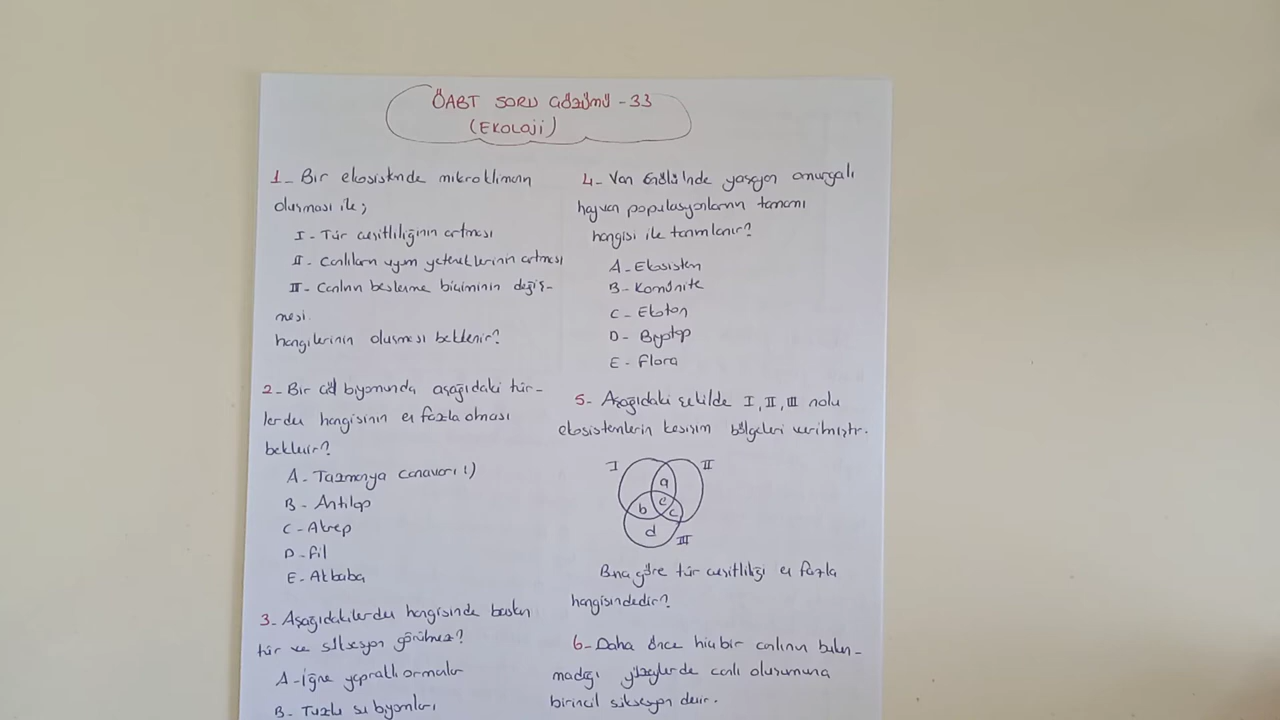 ÖABT SORU ÇÖZÜMÜ - 33
(EKOLOJİ)
1_ Bir ekosistemde mikroklimanın
oluşması ile;
I - Tür çeşitliliğinin artması
II - Canlıların uyum yeteneklerinin artması
III - Canlının beslenme biçiminin değiş-
mesi.
hangilerinin oluşması beklenir?
2_ Bir çöl biyomunda aşağıdaki tür-
lerden hangisinin en fazla olması
beklenir?
A - Tazmanya canavarı :)
B - Antilop
C - Akrep
D - Fil
E - Akbaba
3_ Aşağıdakilerden hangisinde baskın
tür ve süksesyon görülmez?
A - İğne yapraklı ormanlar
B - Tuzlu su biyomları
4_ Van Gölü'nde yaşayan omurgalı
hayvan populasyonlarının tamamı
hangisi ile tanımlanır?
A - Ekosistem
B - Komünite
C - Ekoton
D - Biyotop
E - Flora
5- Aşağıdaki şekilde I, II, III nolu
ekosistemlerin kesişim bölgeleri verilmiştir.
I
II
a
e
b
c
d
III
Buna göre tür çeşitliliği en fazla
hangisindedir?
6_ Daha önce hiçbir canlının bulun-
madığı yüzeylerde canlı oluşumuna
birincil süksesyon denir.